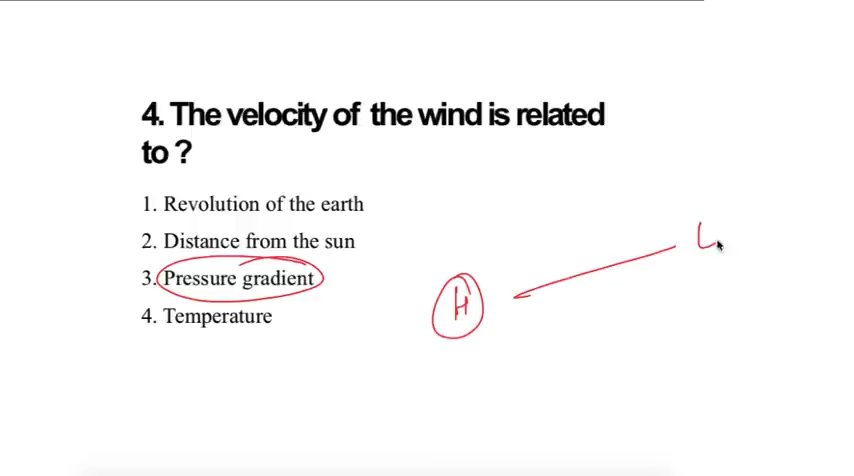 4. The velocity of the wind is related
to ?
1. Revolution of the earth
2. Distance from the sun
3. Pressure gradient
4. Temperature
H
L